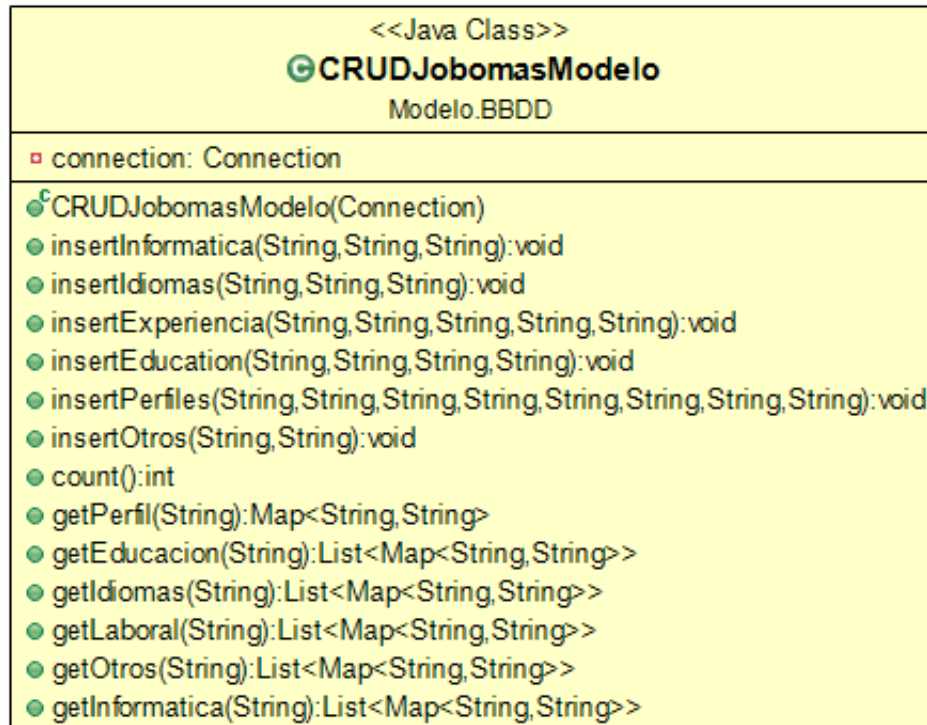 <<Java Class>>
CRUDJobomasModelo
Modelo.BBDD
connection: Connection
CRUDJobomasModelo(Connection)
insertInformatica(String,String,String):void
insertIdiomas(String,String,String):void
insertExperiencia(String,String,String,String,String):void
insertEducation(String,String,String,String):void
insertPerfiles(String,String,String,String,String,String,String,String):void
insertOtros(String,String):void
count():int
getPerfil(String):Map<String,String>
getEducacion(String):List<Map<String,String>>
getIdiomas(String):List<Map<String,String>>
getLaboral(String):List<Map<String,String>>
getOtros(String):List<Map<String,String>>
getInformatica(String):List<Map<String,String>>